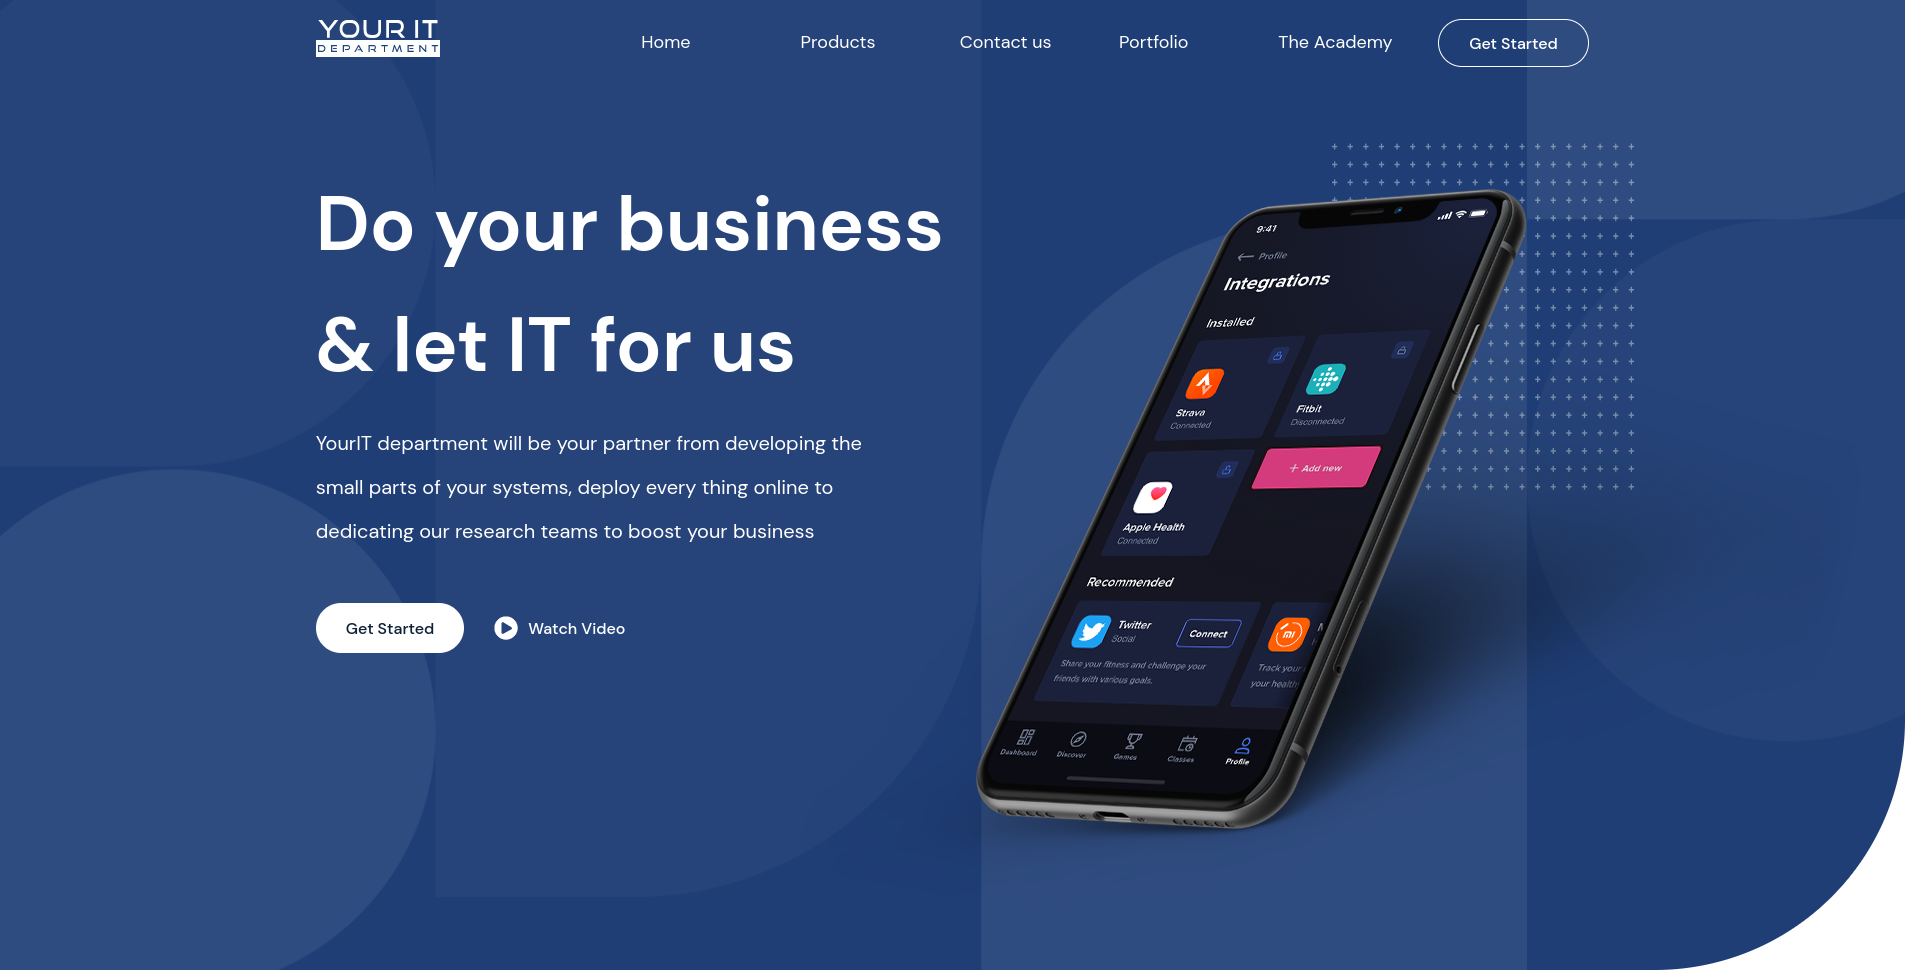 YOUR IT
DEPARTMENT
Home
Products
Contact us
Portfolio
The Academy
Get Started
Do your business
& let IT for us
YourIT department will be your partner from developing the
small parts of your systems, deploy every thing online to
dedicating our research teams to boost your business
Get Started
Watch Video
9:41
Profile
Integrations
Installed
Strava
Connected
Fitbit
Disconnected
Apple Health
Connected
+ Add new
Recommended
Twitter
Social
Connect
Share your fitness and challenge your
friends with various goals.
mi
Track your
your health
Dashboard
Discover
Games
Classes
Profile